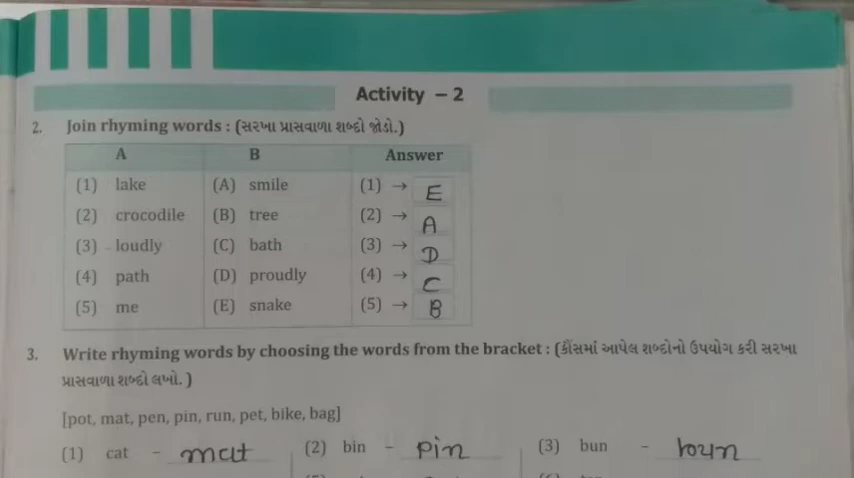 Activity – 2
2. Join rhyming words : (સરખા પ્રાસવાળા શબ્દો જોડો.)
A B Answer
(1) lake (A) smile (1) → E
(2) crocodile (B) tree (2) → A
(3) loudly (C) bath (3) → D
(4) path (D) proudly (4) → C
(5) me (E) snake (5) → B
3. Write rhyming words by choosing the words from the bracket : (કૌંસમાં આપેલ શબ્દોનો ઉપયોગ કરી સરખા
પ્રાસવાળા શબ્દો લખો. )
[pot, mat, pen, pin, run, pet, bike, bag]
(1) cat - mat (2) bin - pin (3) bun -